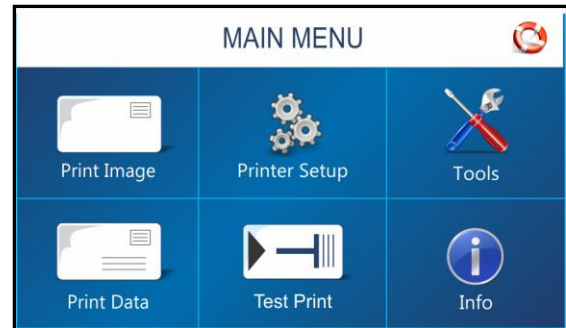 MAIN MENU
Print Image
Printer Setup
Tools
Print Data
Test Print
Info